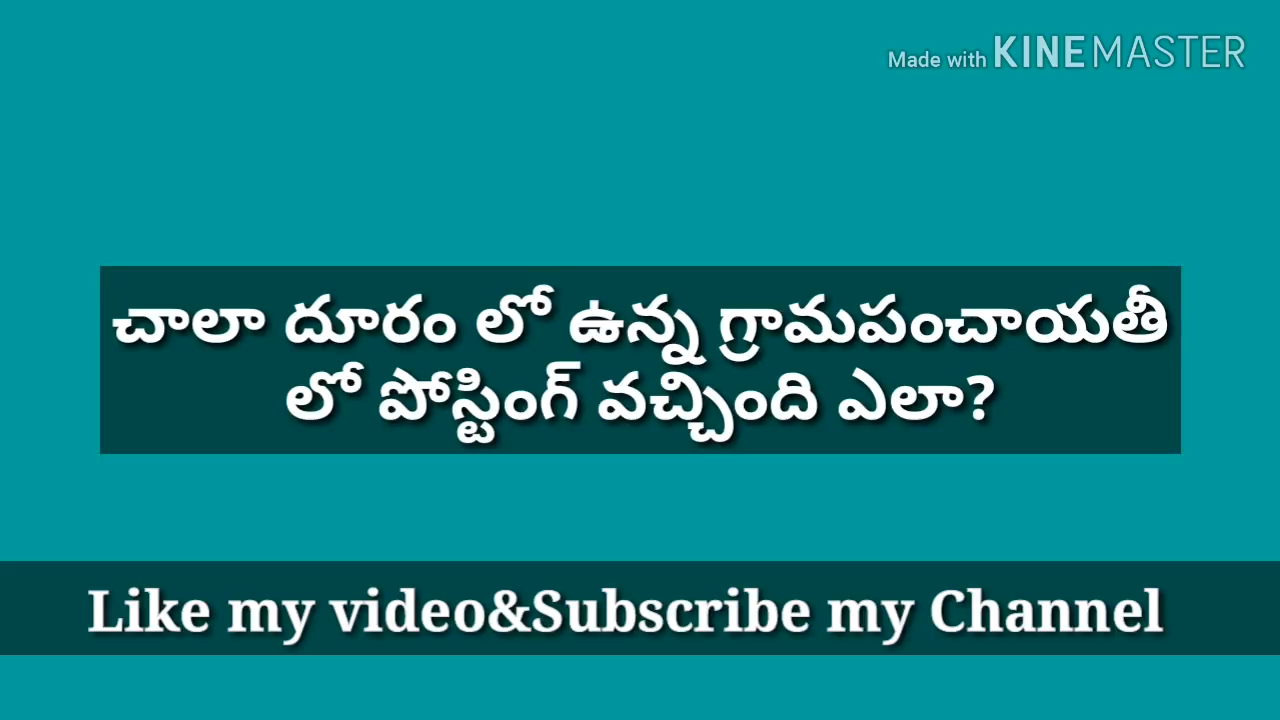 Made with KINEMASTER
చాలా దూరం లో ఉన్న గ్రామపంచాయతీ
లో పోస్టింగ్ వచ్చింది ఎలా?
Like my video&Subscribe my Channel